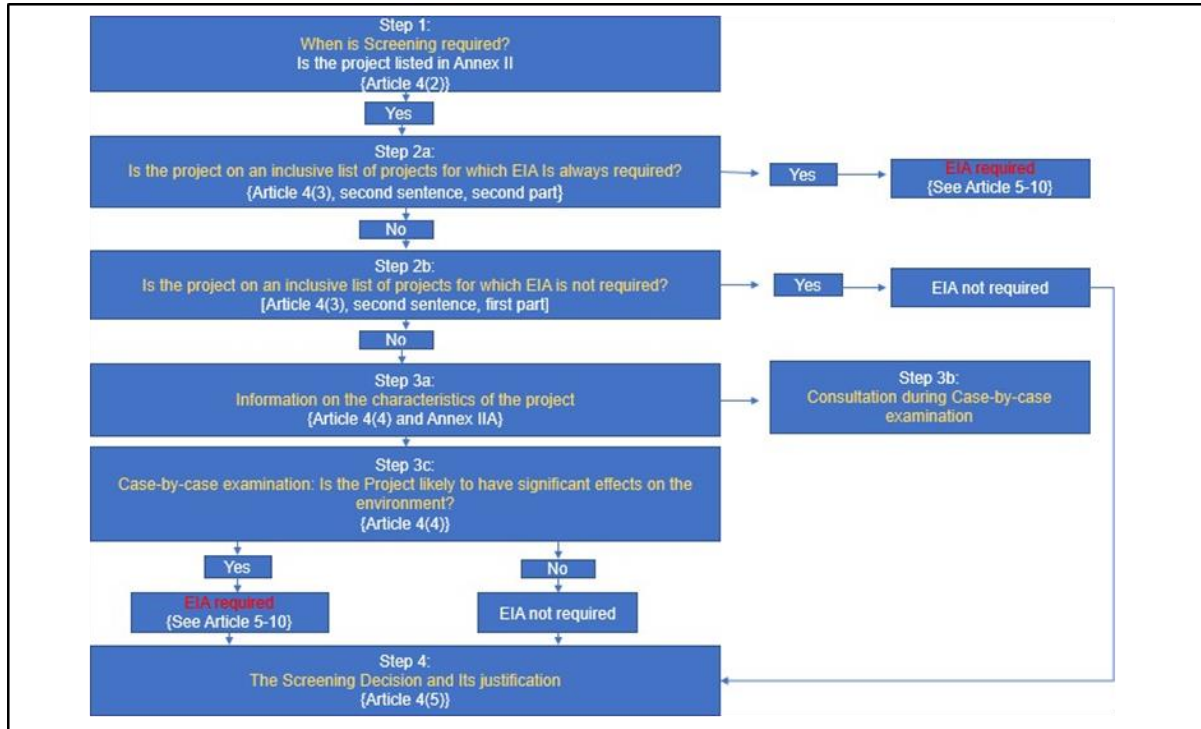 Step 1:
When is Screening required?
Is the project listed in Annex II
{Article 4(2)}
Yes
Step 2a:
Is the project on an inclusive list of projects for which EIA Is always required?
{Article 4(3), second sentence, second part}
Yes
EIA required
{See Article 5-10}
No
Step 2b:
Is the project on an inclusive list of projects for which EIA is not required?
[Article 4(3), second sentence, first part]
Yes
EIA not required
No
Step 3a:
Information on the characteristics of the project
{Article 4(4) and Annex IIA}
Step 3b:
Consultation during Case-by-case
examination
Step 3c:
Case-by-case examination: Is the Project likely to have significant effects on the
environment?
{Article 4(4)}
Yes
No
EIA required
{See Article 5-10}
EIA not required
Step 4:
The Screening Decision and Its justification
{Article 4(5)}